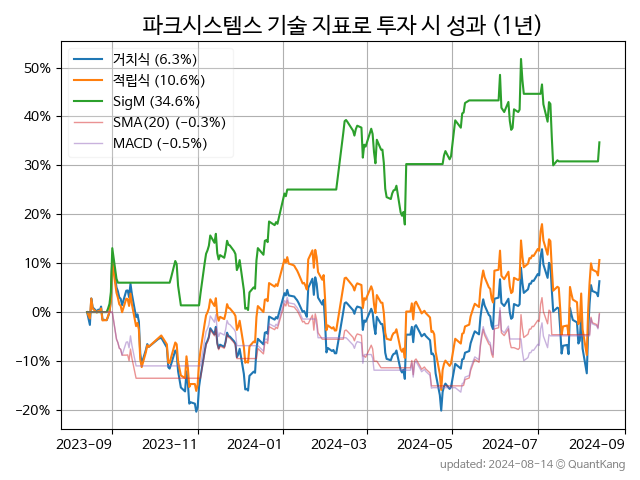 파크시스템스 기술 지표로 투자 시 성과 (1년)
거치식 (6.3%)
적립식 (10.6%)
SigM (34.6%)
SMA(20) (−0.3%)
MACD (−0.5%)
50%
40%
30%
20%
10%
0%
−10%
−20%
2023-09 2023-11 2024-01 2024-03 2024-05 2024-07 2024-09
updated: 2024-08-14 © QuantKang